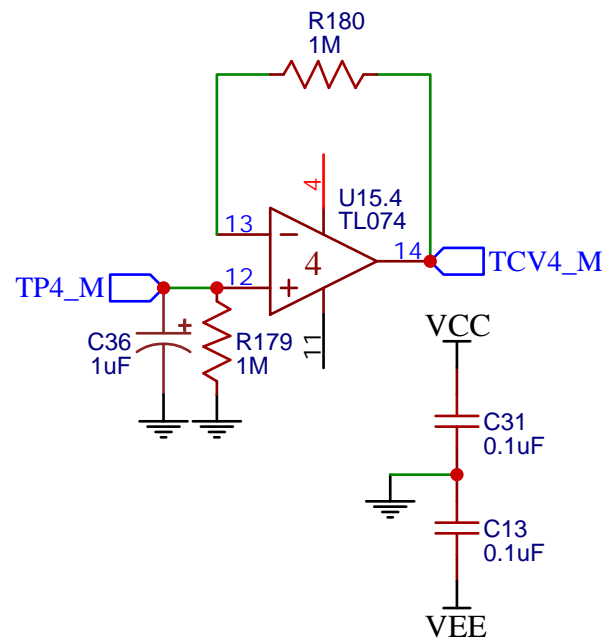 R180
1M
4
U15.4
TL074
13
−
4
14
TCV4_M
TP4_M
12
+
+
C36
1uF
R179
1M
11
VCC
C31
0.1uF
C13
0.1uF
VEE